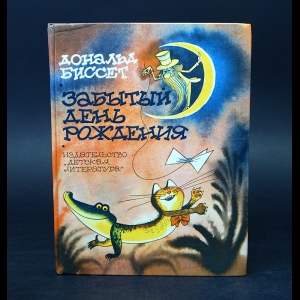 ДОНАЛЬД
БИССЕТ
ЗАБЫТЫЙ
ДЕНЬ
РОЖДЕНИЯ
ИЗДАТЕЛЬСТВО
„ДЕТСКАЯ
ЛИТЕРАТУРА“